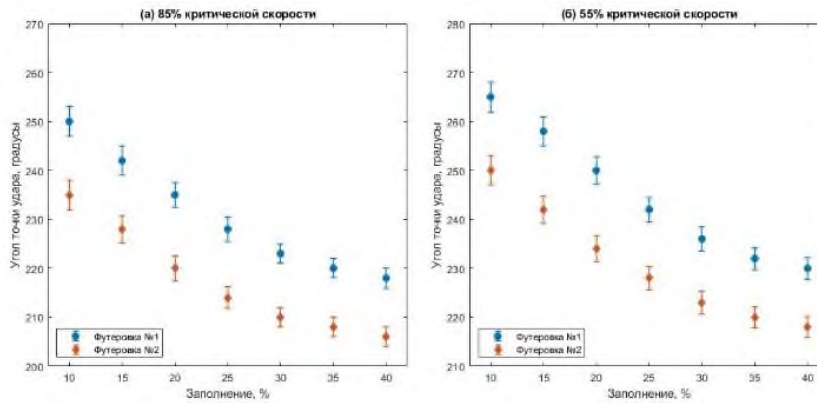 (а) 85% критической скорости
270
260
250
240
230
220
210
200
Угол точки удара, градусы
Футеровка №1
Футеровка №2
10 15 20 25 30 35 40
Заполнение, %
(б) 55% критической скорости
280
270
260
250
240
230
220
210
Угол точки удара, градусы
Футеровка №1
Футеровка №2
10 15 20 25 30 35 40
Заполнение, %